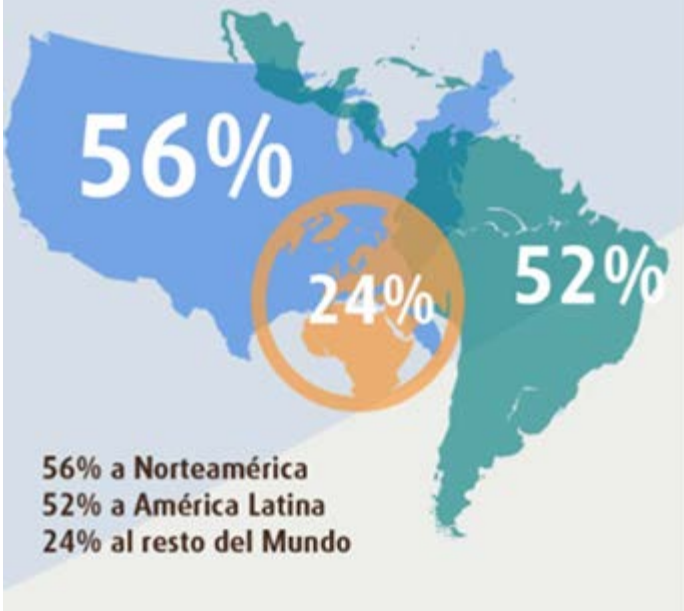 56%
24%
52%
56% a Norteamérica
52% a América Latina
24% al resto del Mundo